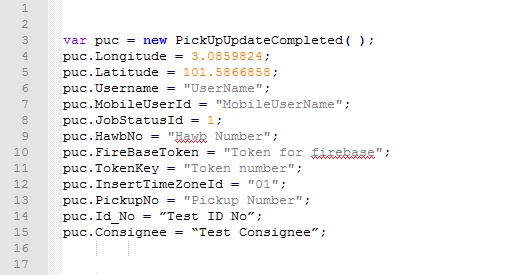 1
2
3 var puc = new PickUpUpdateCompleted( );
4 puc.Longitude = 3.0859824;
5 puc.Latitude = 101.5866858;
6 puc.Username = "UserName";
7 puc.MobileUserId = "MobileUserName";
8 puc.JobStatusId = 1;
9 puc.HawbNo = "Hawb Number";
10 puc.FireBaseToken = "Token for firebase";
11 puc.TokenKey = "Token number";
12 puc.InsertTimeZoneId = "01";
13 puc.PickupNo = "Pickup Number";
14 puc.Id_No = ”Test ID No”;
15 puc.Consignee = “Test Consignee”;
16
17